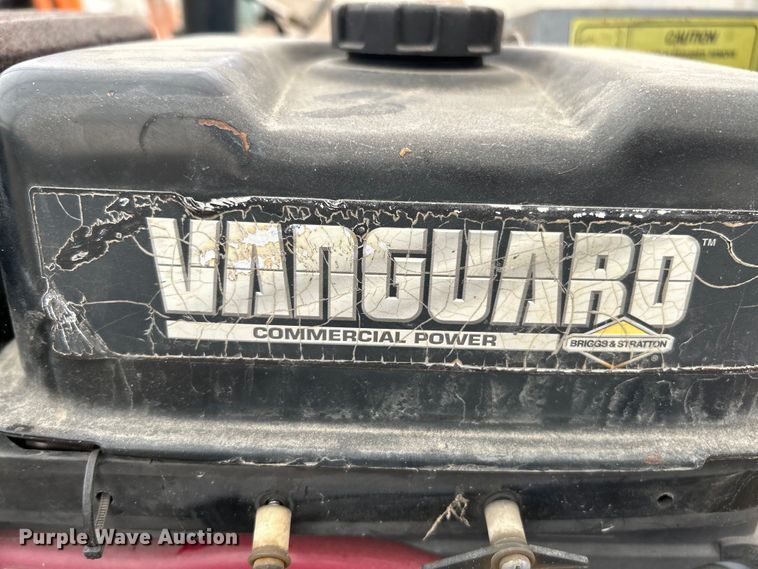 CAUTION
VANGUARD™
COMMERCIAL POWER
BRIGGS & STRATTON®
Purple Wave Auction